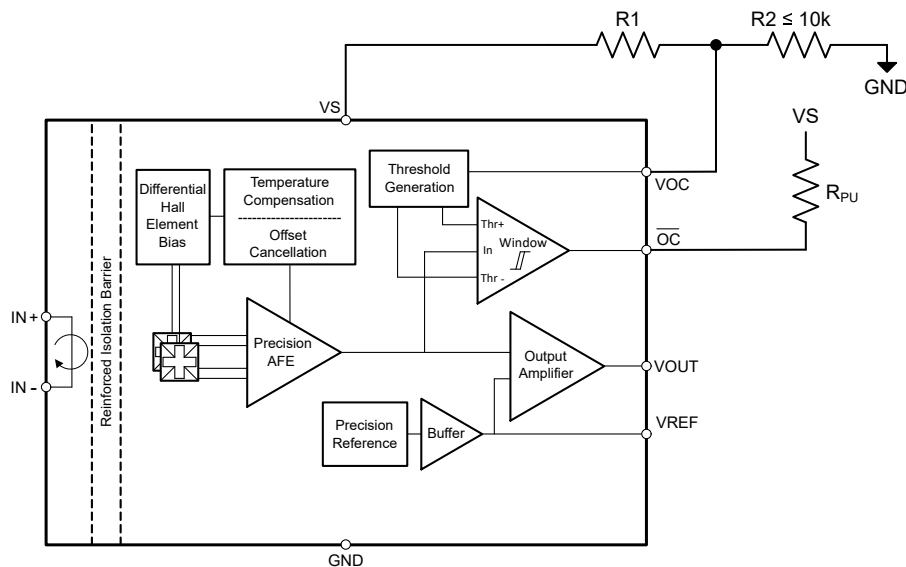 R1
R2 ≤ 10k
GND
VS
VS
R_PU
Differential
Hall
Element
Bias
Temperature
Compensation
Offset
Cancellation
Threshold
Generation
VOC
Thr+
In
Window
Thr -
OC
IN+
IN-
Reinforced Isolation Barrier
Precision
AFE
Output
Amplifier
VOUT
Precision
Reference
Buffer
VREF
GND